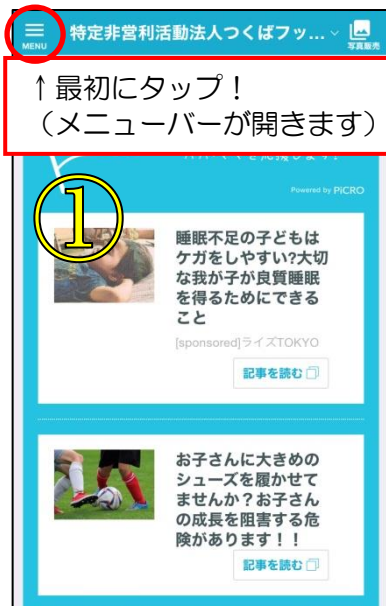 MENU
特定非営利活動法人つくばフッ...
写真販売
↑最初にタップ!
(メニューバーが開きます)
Powered by PiCRO
①
睡眠不足の子どもは
ケガをしやすい?大切
な我が子が良質睡眠
を得るためにできる
こと
[sponsored]ライズTOKYO
記事を読む
お子さんに大きめの
シューズを履かせて
ませんか?お子さん
の成長を阻害する危
険があります!!
記事を読む